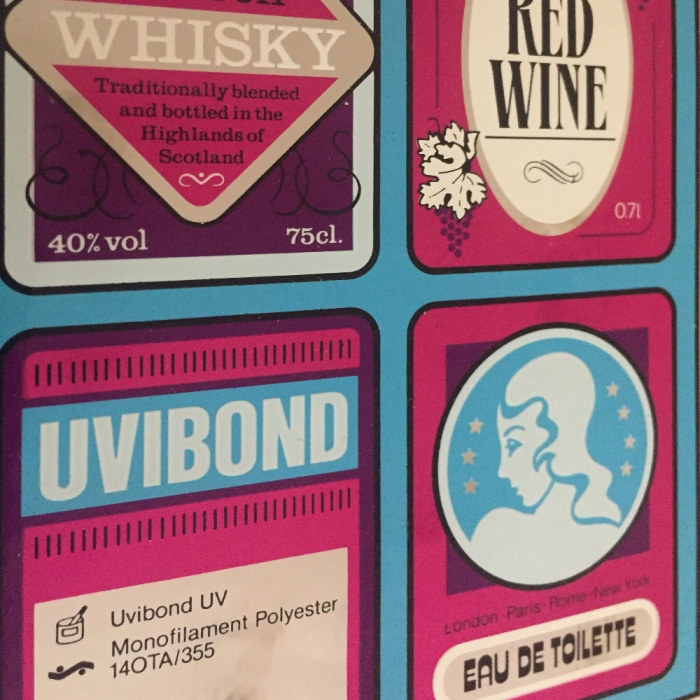 WHISKY
Traditionally blended
and bottled in the
Highlands of
Scotland
40% vol
75cl.
RED
WINE
0.7l
UVIBOND
Uvibond UV
Monofilament Polyester
140TA/355
London Paris Rome New York
EAU DE TOILETTE